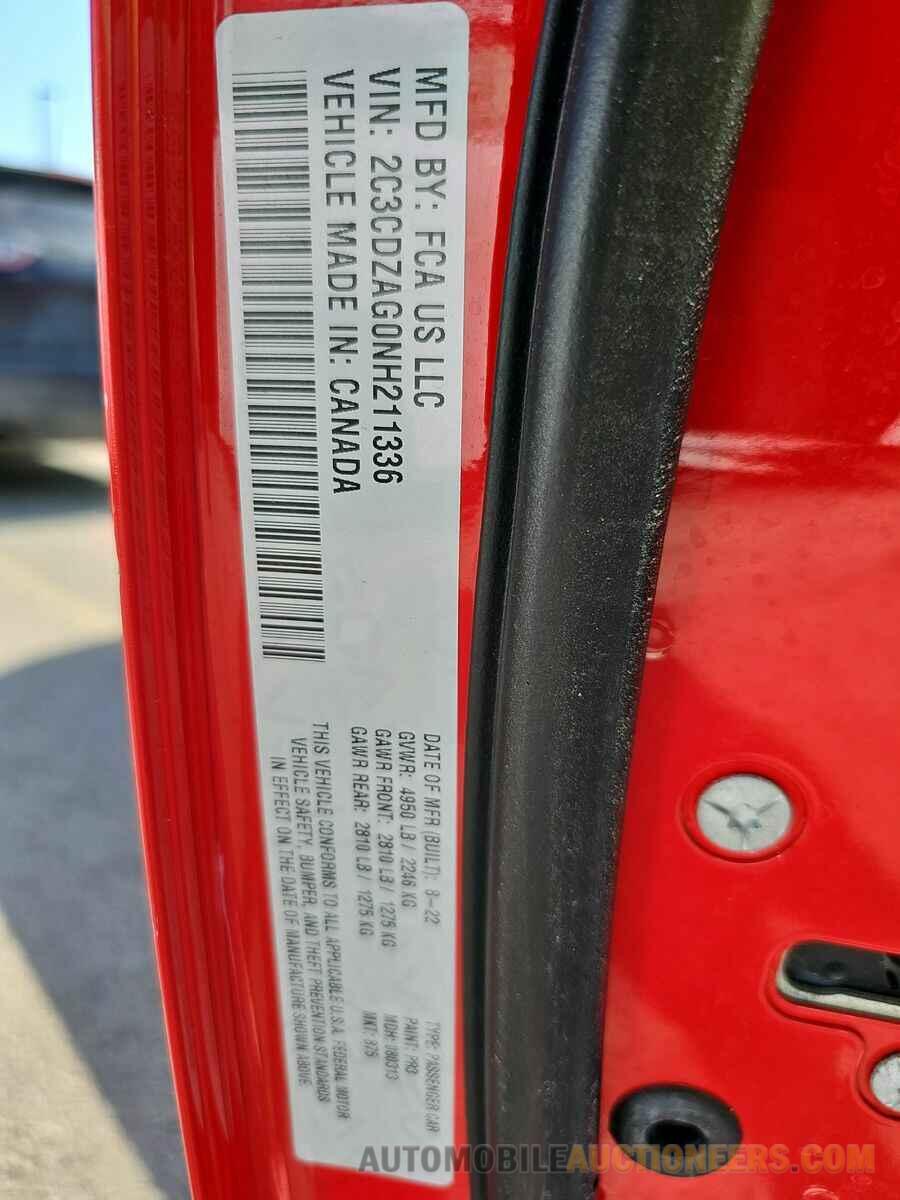 MFD BY: FCA US LLC
VIN: 2C3CDZAG0NH211336
VEHICLE MADE IN: CANADA
DATE OF MFR (BUILT): 8-22
GVWR: 4950 LB / 2246 KG
GAWR FRONT: 2810 LB / 1275 KG
GAWR REAR: 2810 LB / 1275 KG
TYPE: PASSENGER CAR
PAINT: PR3
MDH: 080313
MKT:
THIS VEHICLE CONFORMS TO ALL APPLICABLE U.S.A. FEDERAL MOTOR
VEHICLE SAFETY, BUMPER, AND THEFT PREVENTION STANDARDS
IN EFFECT ON THE DATE OF MANUFACTURE SHOWN ABOVE.
AUTOMOBILEAUCTIONEERS.COM